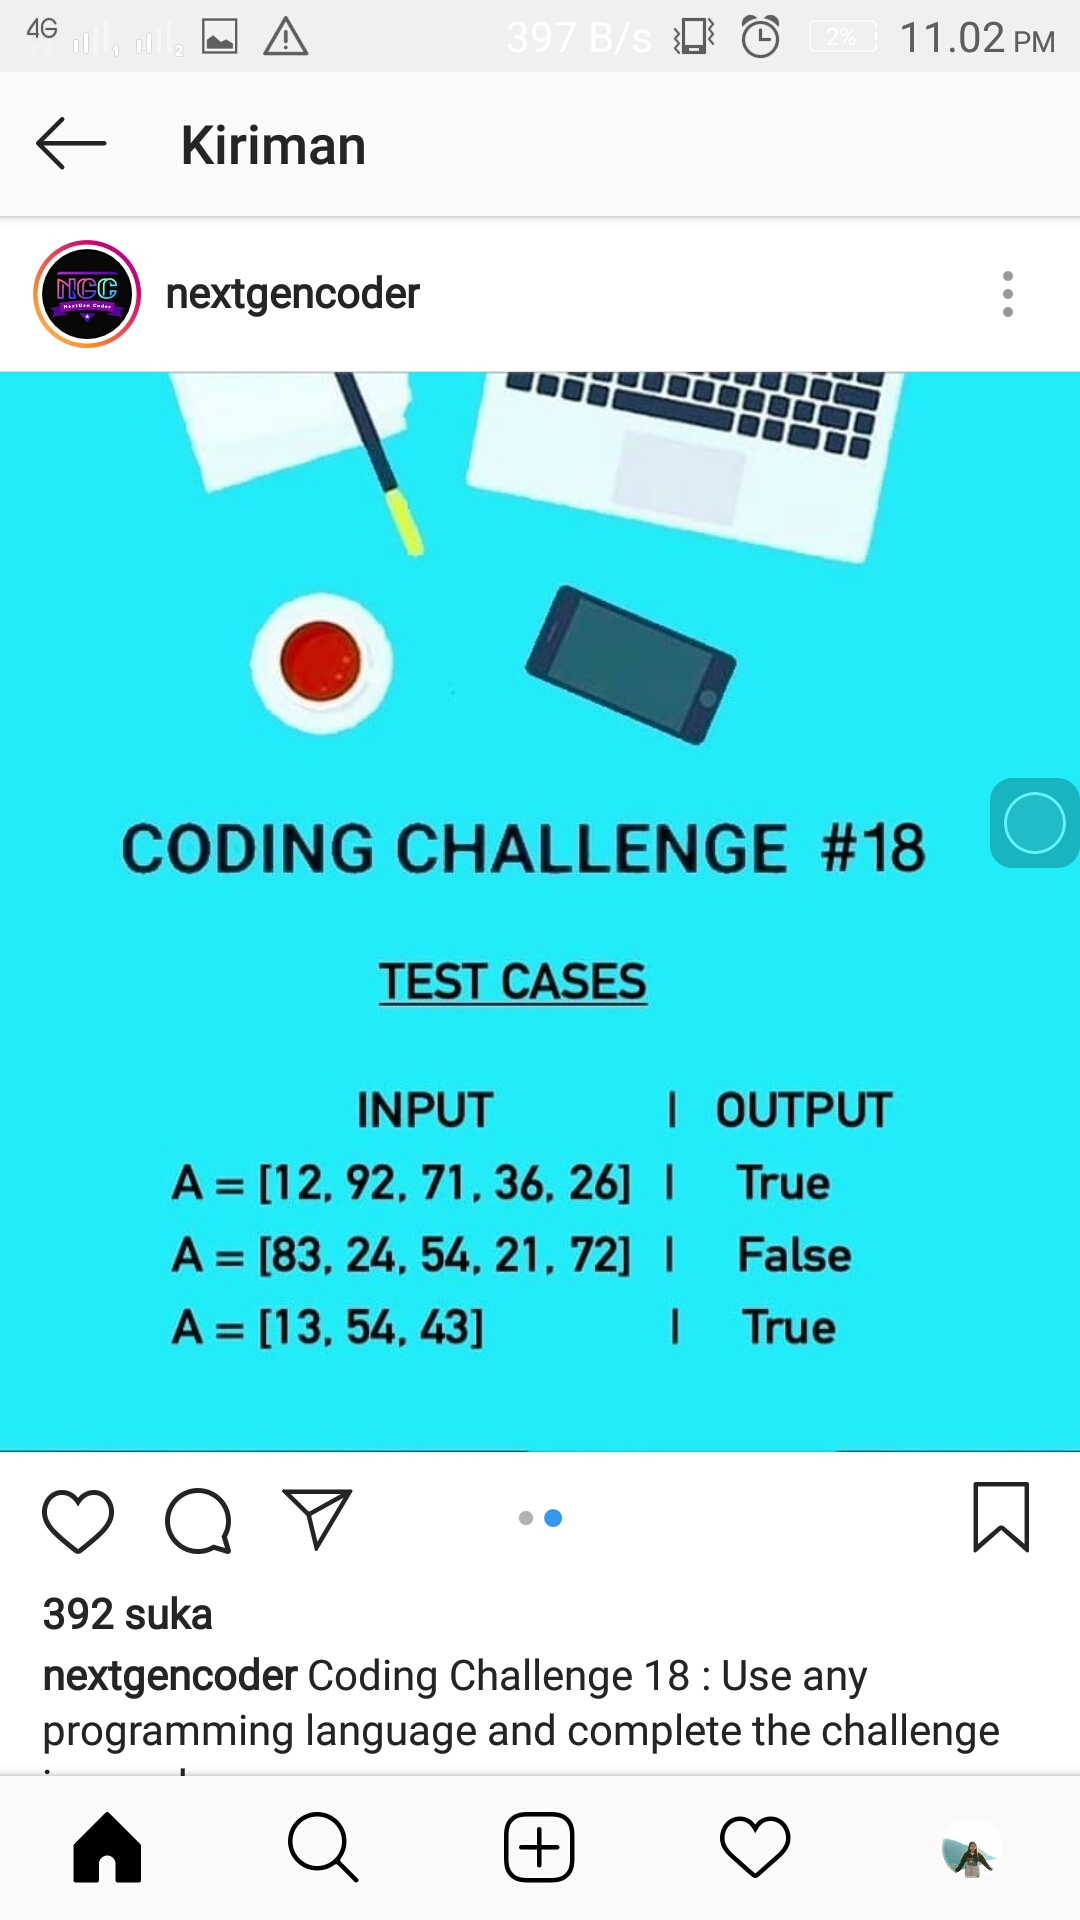 4G 1 2 397 B/s 2% 11.02 PM
Kiriman
NGC
NextGen Coder
nextgencoder
CODING CHALLENGE #18
TEST CASES
INPUT | OUTPUT
A = [12, 92, 71, 36, 26] | True
A = [83, 24, 54, 21, 72] | False
A = [13, 54, 43] | True
392 suka
nextgencoder Coding Challenge 18 : Use any
programming language and complete the challenge